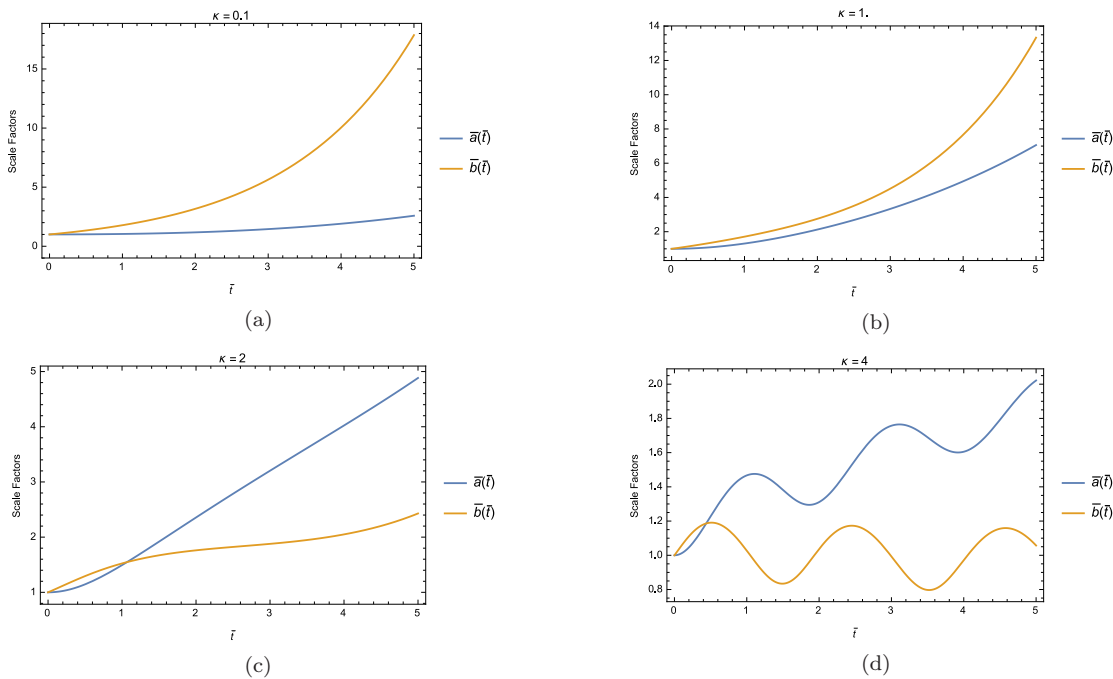 κ = 0.1
Scale Factors
15
10
5
0
0 1 2 3 4 5
t̄
a̅(t̄)
b̅(t̄)
(a)
κ = 1.
Scale Factors
14
12
10
8
6
4
2
0 1 2 3 4 5
t̄
a̅(t̄)
b̅(t̄)
(b)
κ = 2
Scale Factors
5
4
3
2
1
0 1 2 3 4 5
t̄
a̅(t̄)
b̅(t̄)
(c)
κ = 4
Scale Factors
2.0
1.8
1.6
1.4
1.2
1.0
0.8
0 1 2 3 4 5
t̄
a̅(t̄)
b̅(t̄)
(d)